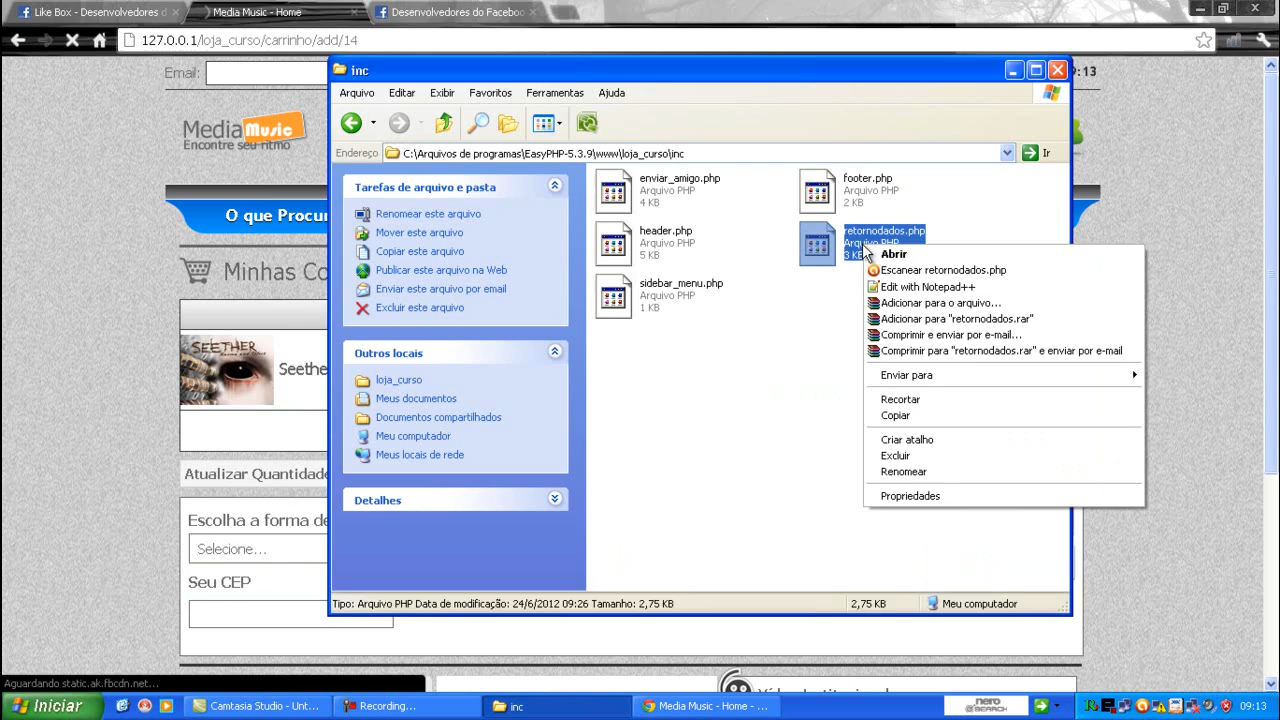 Like Box - Desenvolvedores d
Media Music - Home
Desenvolvedores do Faceboo
127.0.0.1/loja_curso/carrinho/add/14
Email:
:13
inc
Arquivo Editar Exibir Favoritos Ferramentas Ajuda
Media Music
Encontre seu ritmo
Endereço C:\Arquivos de programas\EasyPHP-5.3.9\www\loja_curso\inc Ir
Tarefas de arquivo e pasta
Renomear este arquivo
Mover este arquivo
Copiar este arquivo
Publicar este arquivo na Web
Enviar este arquivo por email
Excluir este arquivo
Outros locais
loja_curso
Meus documentos
Documentos compartilhados
Meu computador
Meus locais de rede
Detalhes
enviar_amigo.php
Arquivo PHP
4 KB
footer.php
Arquivo PHP
2 KB
header.php
Arquivo PHP
5 KB
retornodados.php
Arquivo PHP
3 KB
sidebar_menu.php
Arquivo PHP
1 KB
Abrir
Escanear retornodados.php
Edit with Notepad++
Adicionar para o arquivo...
Adicionar para "retornodados.rar"
Comprimir e enviar por e-mail...
Comprimir para "retornodados.rar" e enviar por e-mail
Enviar para
Recortar
Copiar
Criar atalho
Excluir
Renomear
Propriedades
O que Procur
Minhas Co
SEETHER
Seethe
Atualizar Quantidade
Escolha a forma de
Selecione...
Seu CEP
Tipo: Arquivo PHP Data de modificação: 24/6/2012 09:26 Tamanho: 2,75 KB
2,75 KB
Meu computador
Aguardando static.ak.fbcdn.net...
Iniciar
Camtasia Studio - Unt...
Recording...
inc
Media Music - Home - ...
nero
SEARCH
09:13